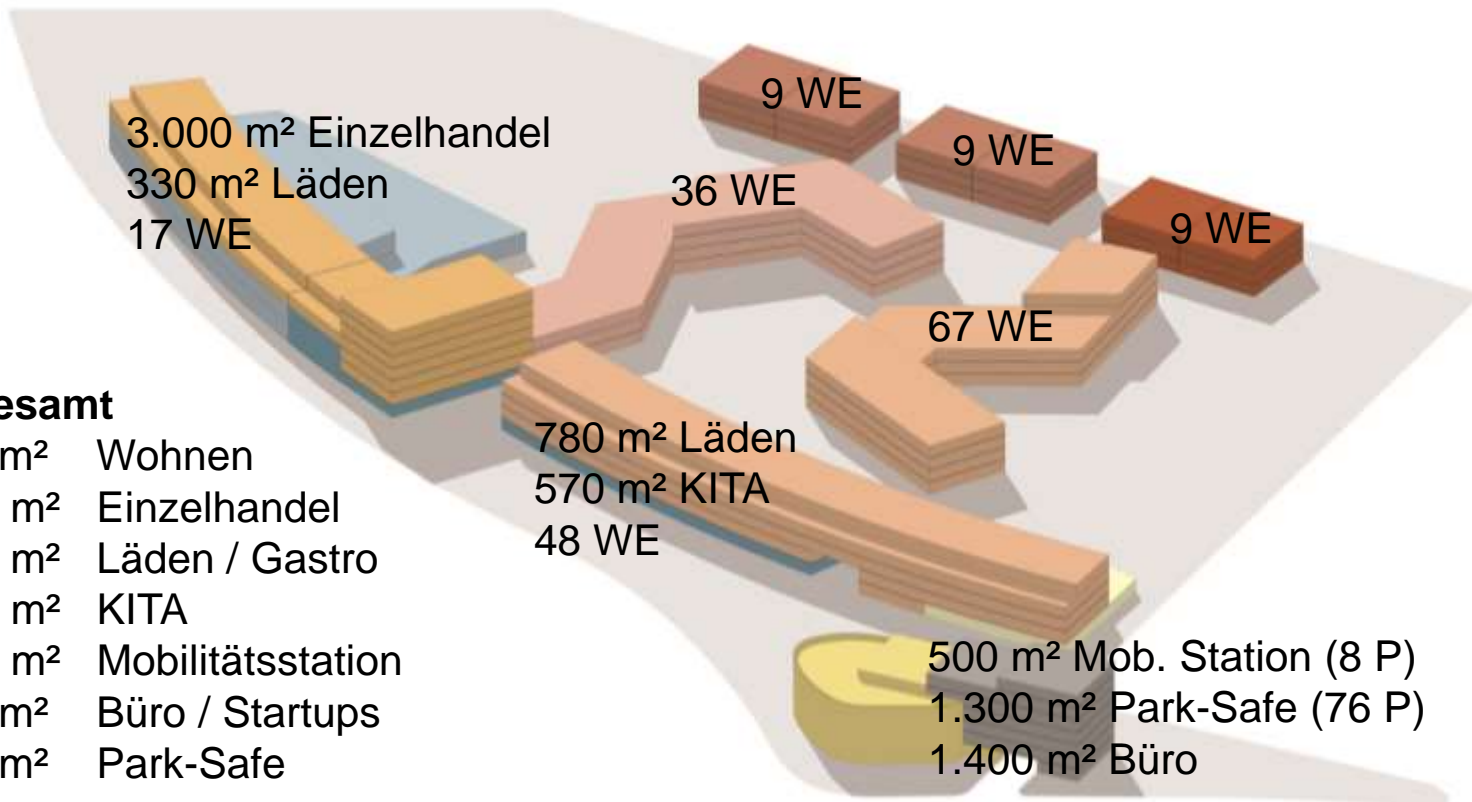 9 WE
3.000 m² Einzelhandel
330 m² Läden
17 WE
9 WE
36 WE
9 WE
67 WE
esamt
m² Wohnen
m² Einzelhandel
m² Läden / Gastro
m² KITA
m² Mobilitätsstation
m² Büro / Startups
m² Park-Safe
780 m² Läden
570 m² KITA
48 WE
500 m² Mob. Station (8 P)
1.300 m² Park-Safe (76 P)
1.400 m² Büro